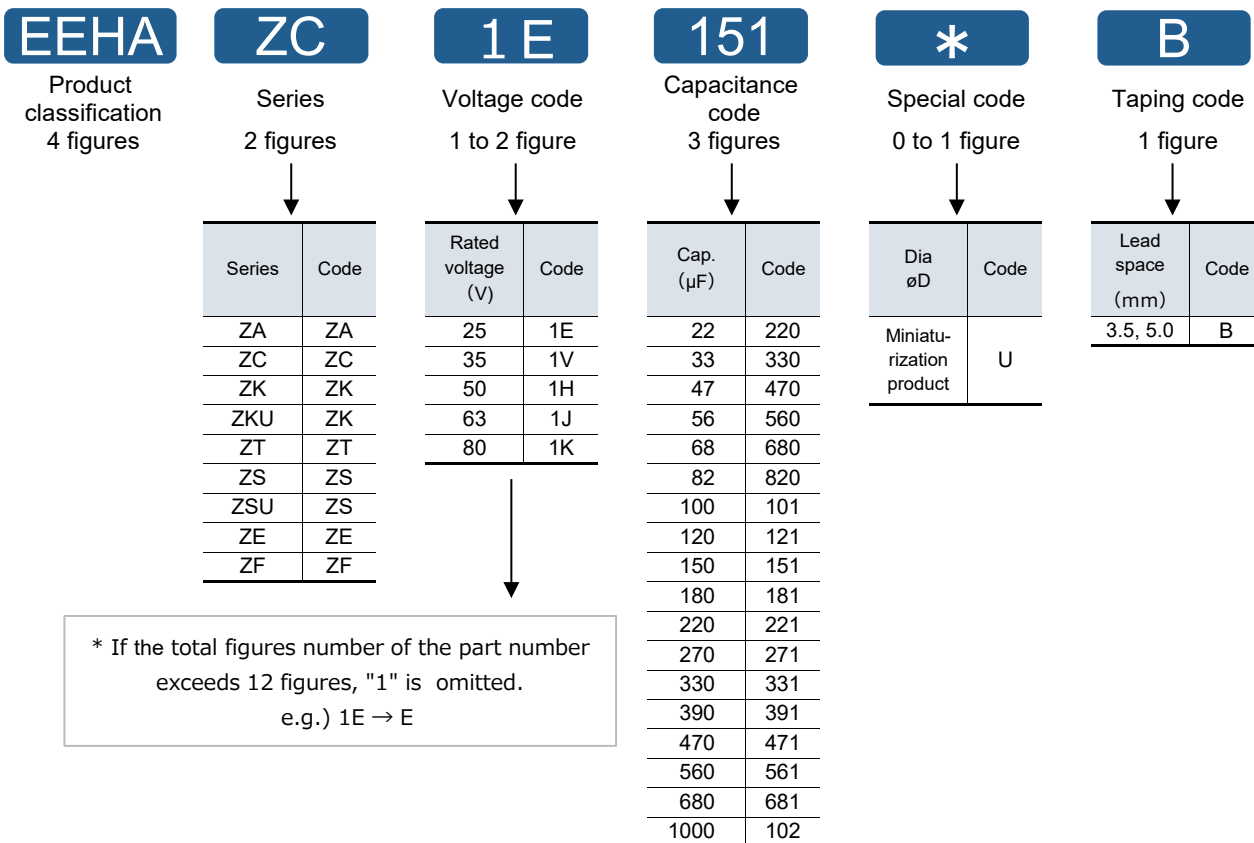 EEHA ZC 1E 151 * B
Product
classification
4 figures
Series
2 figures
Voltage code
1 to 2 figure
Capacitance
code
3 figures
Special code
0 to 1 figure
Taping code
1 figure
Series Code
ZA ZA
ZC ZC
ZK ZK
ZKU ZK
ZT ZT
ZS ZS
ZSU ZS
ZE ZE
ZF ZF
Rated
voltage
(V)
Code
25 1E
35 1V
50 1H
63 1J
80 1K
* If the total figures number of the part number
exceeds 12 figures, "1" is omitted.
e.g.) 1E → E
Cap.
(μF)
Code
22 220
33 330
47 470
56 560
68 680
82 820
100 101
120 121
150 151
180 181
220 221
270 271
330 331
390 391
470 471
560 561
680 681
1000 102
Dia
øD
Code
Miniatu-
rization
product
U
Lead
space
(mm)
Code
3.5, 5.0 B